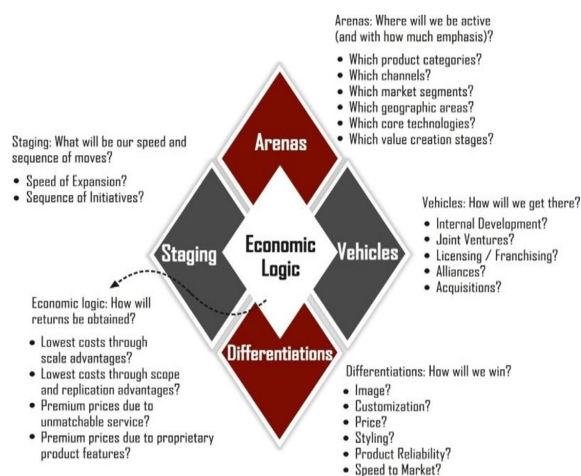 Arenas: Where will we be active
(and with how much emphasis)?
• Which product categories?
• Which channels?
• Which market segments?
• Which geographic areas?
• Which core technologies?
• Which value creation stages?
Arenas
Staging: What will be our speed and
sequence of moves?
• Speed of Expansion?
• Sequence of Initiatives?
Staging
Economic
Logic
Vehicles
Vehicles: How will we get there?
• Internal Development?
• Joint Ventures?
• Licensing / Franchising?
• Alliances?
• Acquisitions?
Economic logic: How will
returns be obtained?
• Lowest costs through
scale advantages?
• Lowest costs through scope
and replication advantages?
• Premium prices due to
unmatchable service?
• Premium prices due to proprietary
product features?
Differentiations
Differentiations: How will we win?
• Image?
• Customization?
• Price?
• Styling?
• Product Reliability?
• Speed to Market?